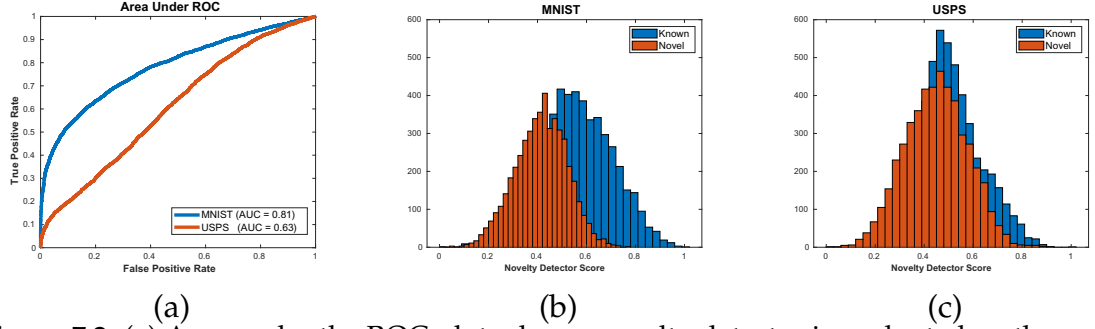 Area Under ROC
1
0.9
0.8
0.7
0.6
0.5
0.4
0.3
0.2
0.1
0
True Positive Rate
MNIST (AUC = 0.81)
USPS (AUC = 0.63)
0 0.2 0.4 0.6 0.8 1
False Positive Rate
(a)
MNIST
600
500
400
300
200
100
0
Known
Novel
0 0.2 0.4 0.6 0.8 1
Novelty Detector Score
(b)
USPS
600
500
400
300
200
100
0
Known
Novel
0 0.2 0.4 0.6 0.8 1
Novelty Detector Score
(c)